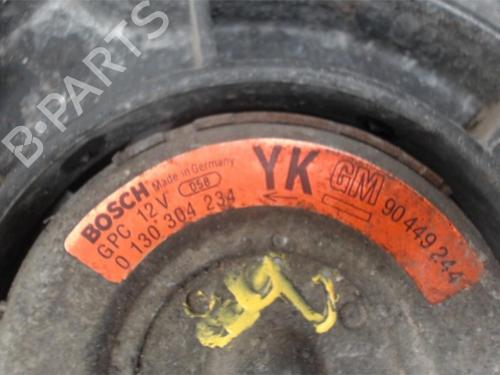 B-PARTS
BOSCH Made in Germany
GPC 12V 058
0 130 304 234
YK GM
90 449 244